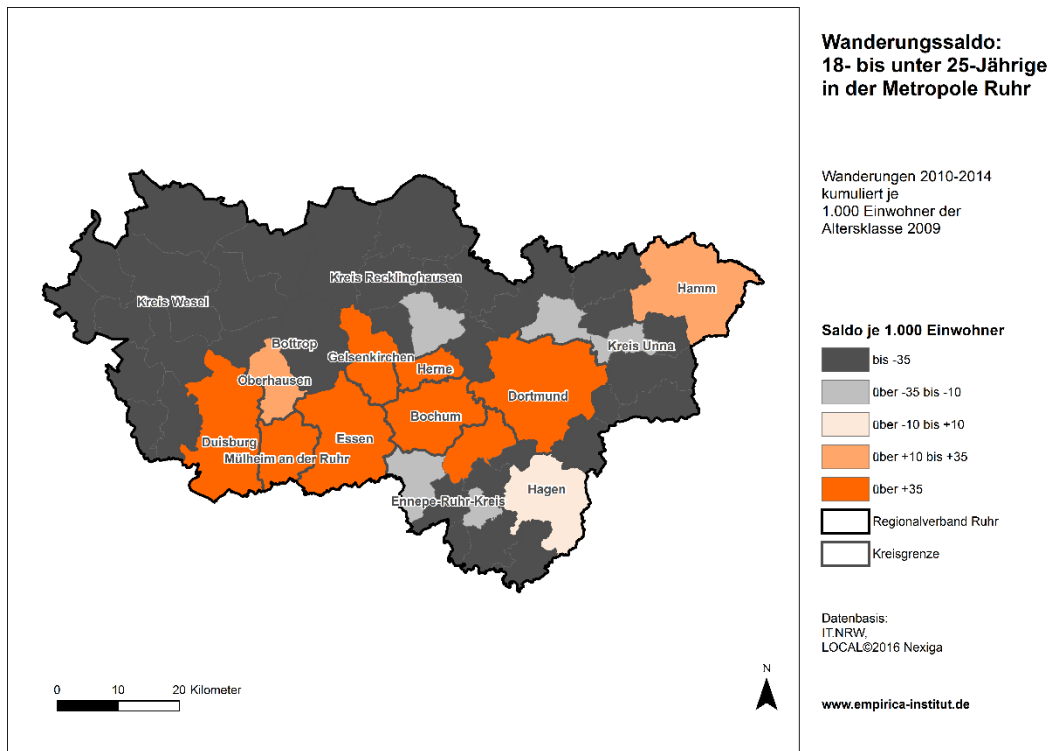 Wanderungssaldo:
18- bis unter 25-Jährige
in der Metropole Ruhr
Wanderungen 2010-2014
kumuliert je
1.000 Einwohner der
Altersklasse 2009
Kreis Recklinghausen
Hamm
Kreis Wesel
Bottrop
Kreis Unna
Gelsenkirchen
Herne
Oberhausen
Dortmund
Bochum
Duisburg
Essen
Mülheim an der Ruhr
Hagen
Ennepe-Ruhr-Kreis
Saldo je 1.000 Einwohner
bis -35
über -35 bis -10
über -10 bis +10
über +10 bis +35
über +35
Regionalverband Ruhr
Kreisgrenze
Datenbasis:
IT.NRW,
LOCAL©2016 Nexiga
www.empirica-institut.de
0 10 20 Kilometer
N